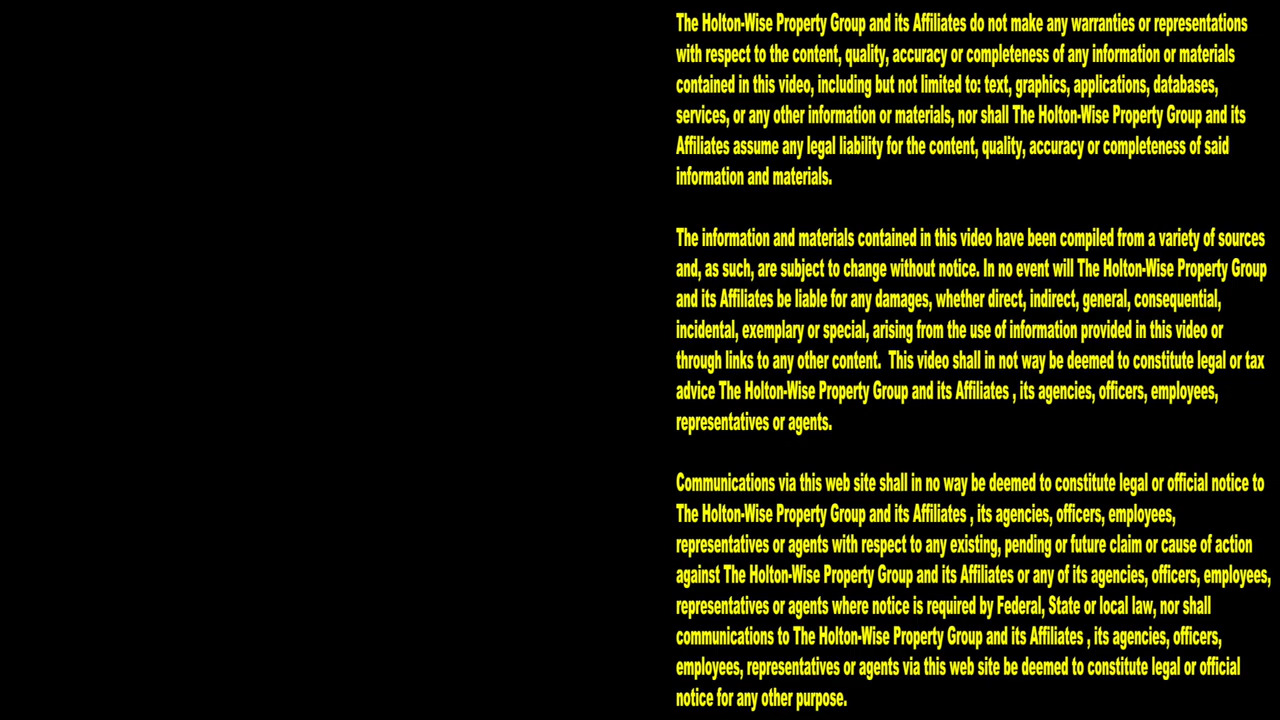 The Holton-Wise Property Group and its Affiliates do not make any warranties or representations
with respect to the content, quality, accuracy or completeness of any information or materials
contained in this video, including but not limited to: text, graphics, applications, databases,
services, or any other information or materials, nor shall The Holton-Wise Property Group and its
Affiliates assume any legal liability for the content, quality, accuracy or completeness of said
information and materials.
The information and materials contained in this video have been compiled from a variety of sources
and, as such, are subject to change without notice. In no event will The Holton-Wise Property Group
and its Affiliates be liable for any damages, whether direct, indirect, general, consequential,
incidental, exemplary or special, arising from the use of information provided in this video or
through links to any other content.  This video shall in not way be deemed to constitute legal or tax
advice The Holton-Wise Property Group and its Affiliates , its agencies, officers, employees,
representatives or agents.
Communications via this web site shall in no way be deemed to constitute legal or official notice to
The Holton-Wise Property Group and its Affiliates , its agencies, officers, employees,
representatives or agents with respect to any existing, pending or future claim or cause of action
against The Holton-Wise Property Group and its Affiliates or any of its agencies, officers, employees,
representatives or agents where notice is required by Federal, State or local law, nor shall
communications to The Holton-Wise Property Group and its Affiliates , its agencies, officers,
employees, representatives or agents via this web site be deemed to constitute legal or official
notice for any other purpose.